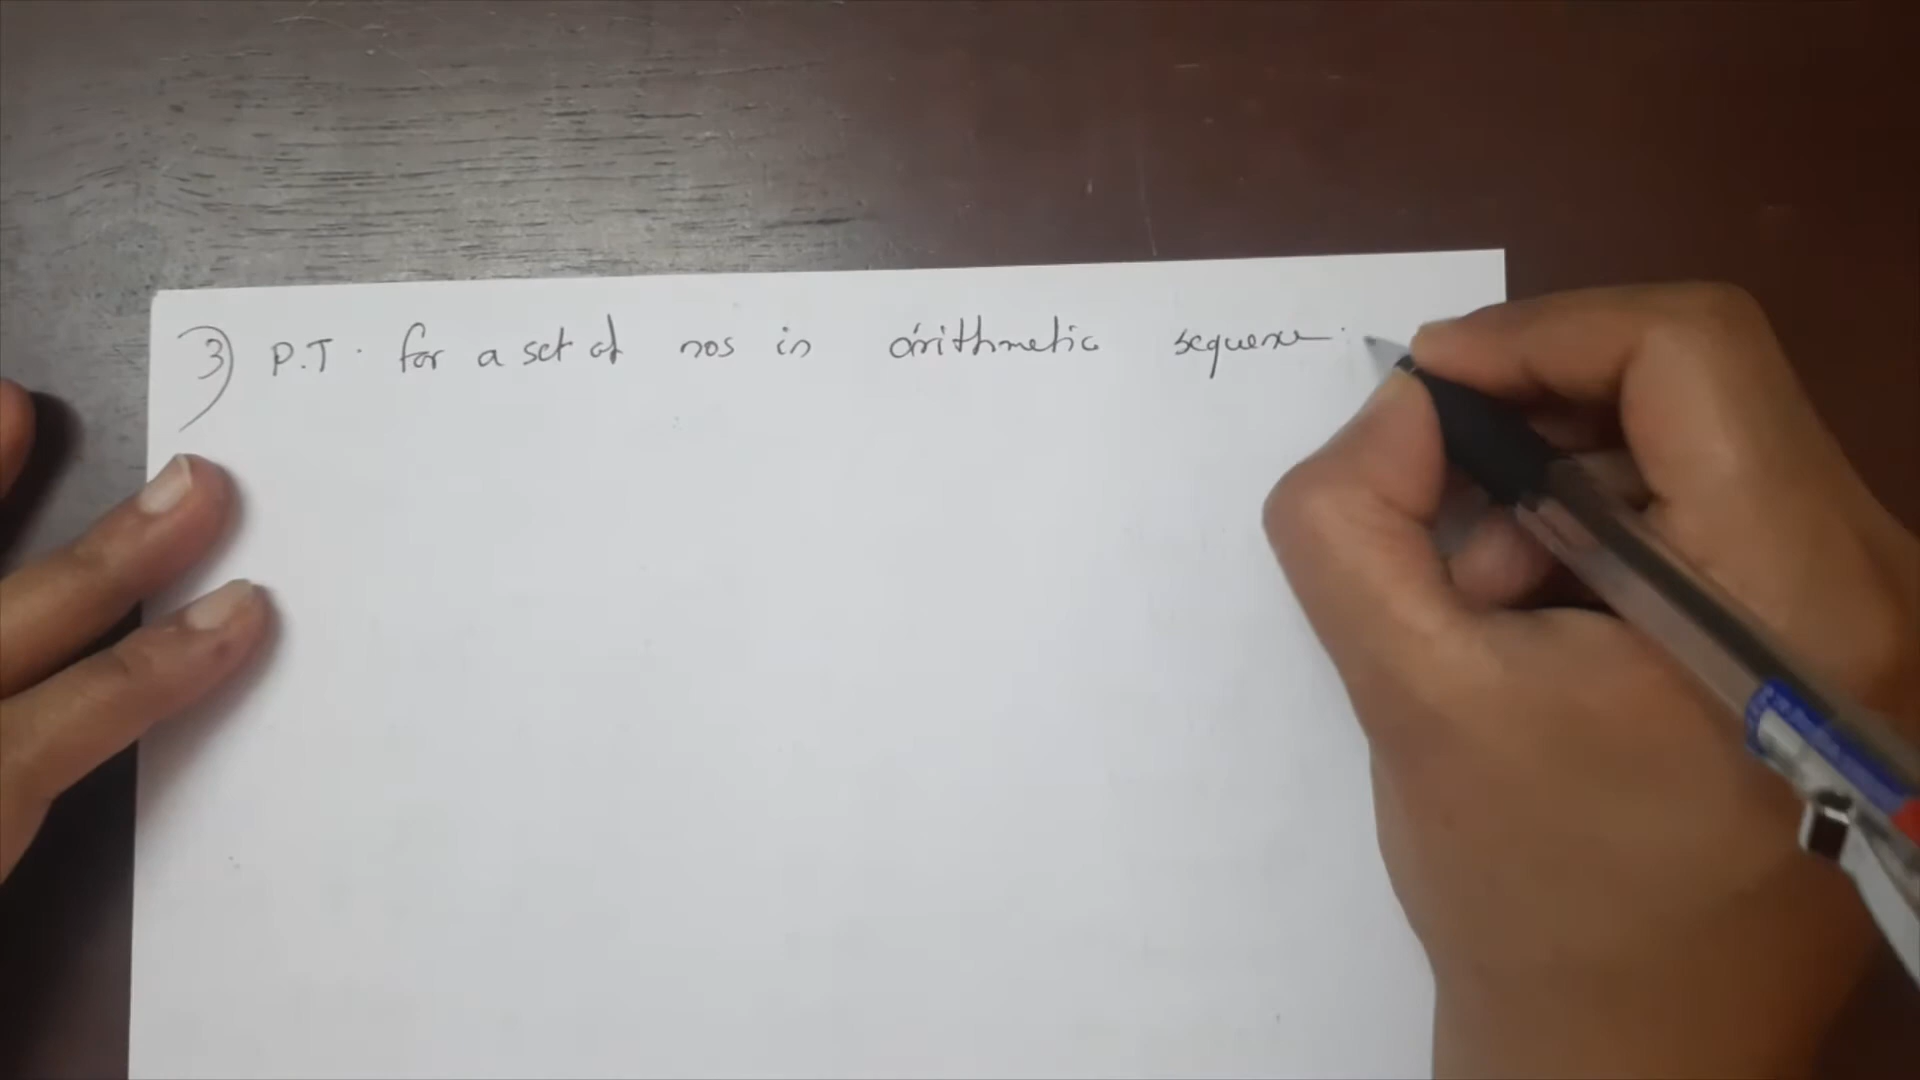 3) P.T. for a set of nos in arithmetic sequence